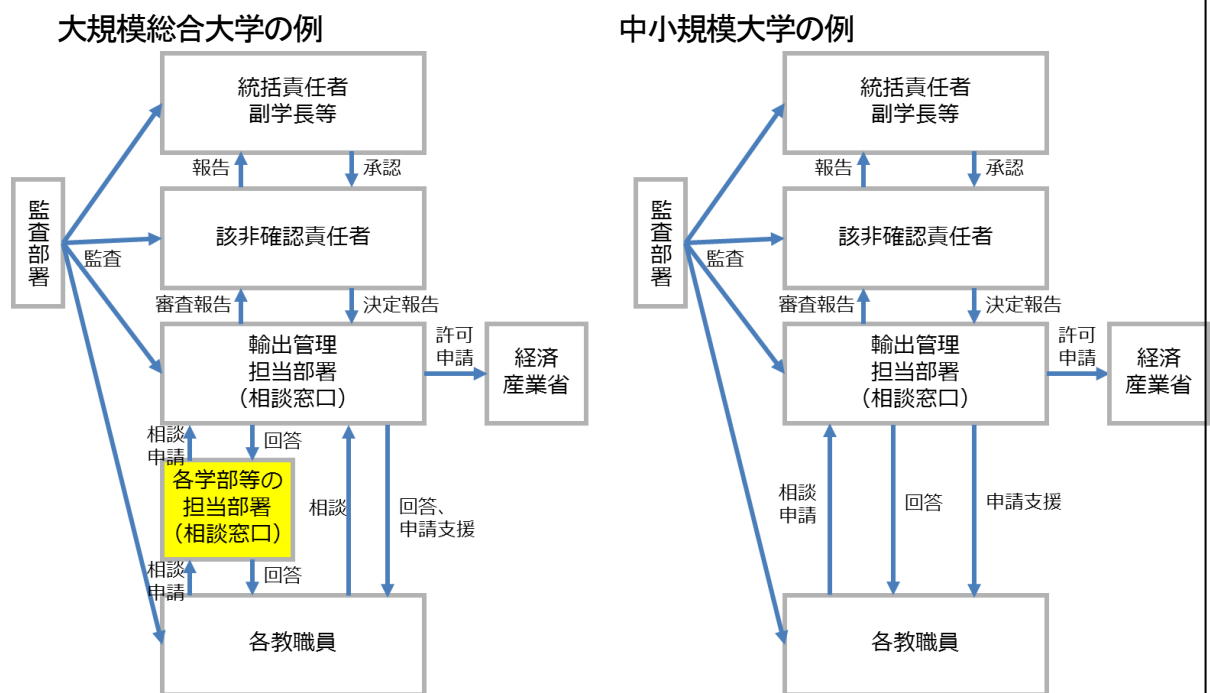 大規模総合大学の例
統括責任者
副学長等
報告
承認
監
査
部
署
該非確認責任者
監査
審査報告
決定報告
輸出管理
担当部署
（相談窓口）
許可
申請
経済
産業省
相談
申請
回答
各学部等の
担当部署
（相談窓口）
相談
回答、
申請支援
相談
申請
回答
各教職員
中小規模大学の例
統括責任者
副学長等
報告
承認
監
査
部
署
該非確認責任者
監査
審査報告
決定報告
輸出管理
担当部署
（相談窓口）
許可
申請
経済
産業省
相談
申請
回答
申請支援
各教職員